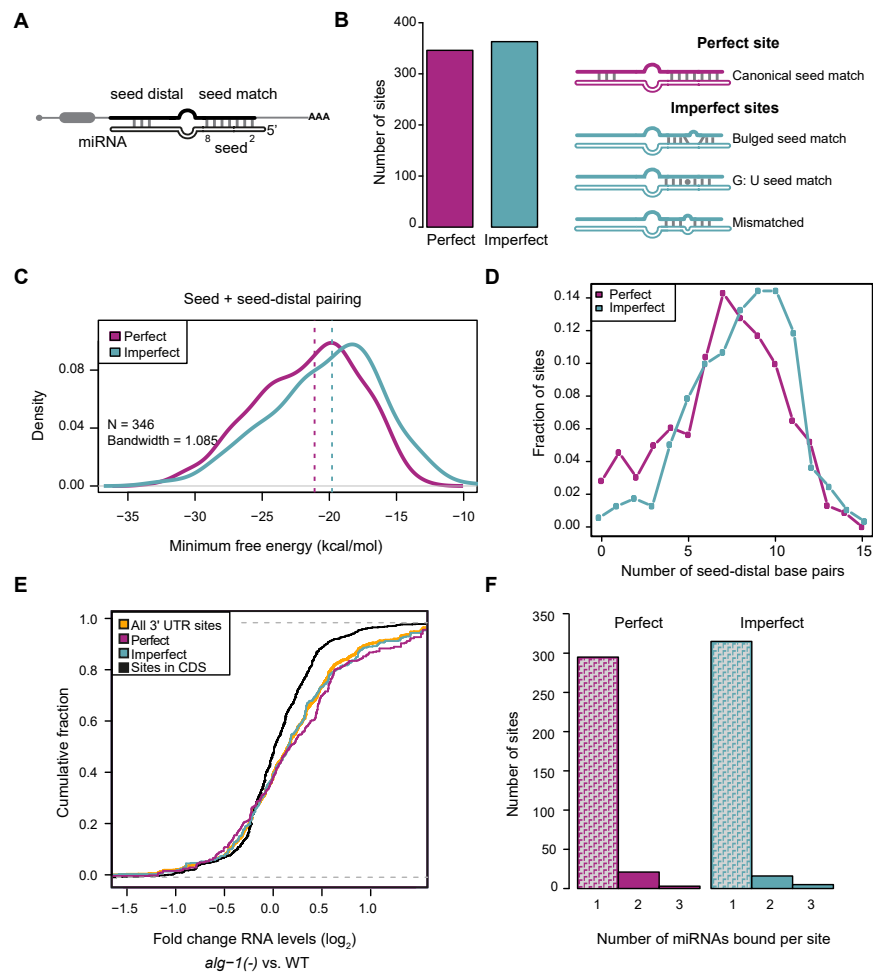 A
seed distal
seed match
AAA
miRNA
8
2
5'
seed
B
Number of sites
400
300
200
100
0
Perfect
Imperfect
Perfect site
Canonical seed match
Imperfect sites
Bulged seed match
G: U seed match
Mismatched
C
Seed + seed-distal pairing
Perfect
Imperfect
N = 346
Bandwidth = 1.085
Density
0.08
0.04
0.00
−35
−30
−25
−20
−15
−10
Minimum free energy (kcal/mol)
D
Perfect
Imperfect
Fraction of sites
0.14
0.12
0.10
0.08
0.06
0.04
0.02
0.00
0
5
10
15
Number of seed-distal base pairs
E
All 3' UTR sites
Perfect
Imperfect
Sites in CDS
Cumulative fraction
1.0
0.8
0.6
0.4
0.2
0.0
−1.5
−1.0
−0.5
0.0
0.5
1.0
Fold change RNA levels (log2)
alg−1(-) vs. WT
F
Perfect
Imperfect
Number of sites
350
300
250
200
150
100
50
0
1
2
3
1
2
3
Number of miRNAs bound per site